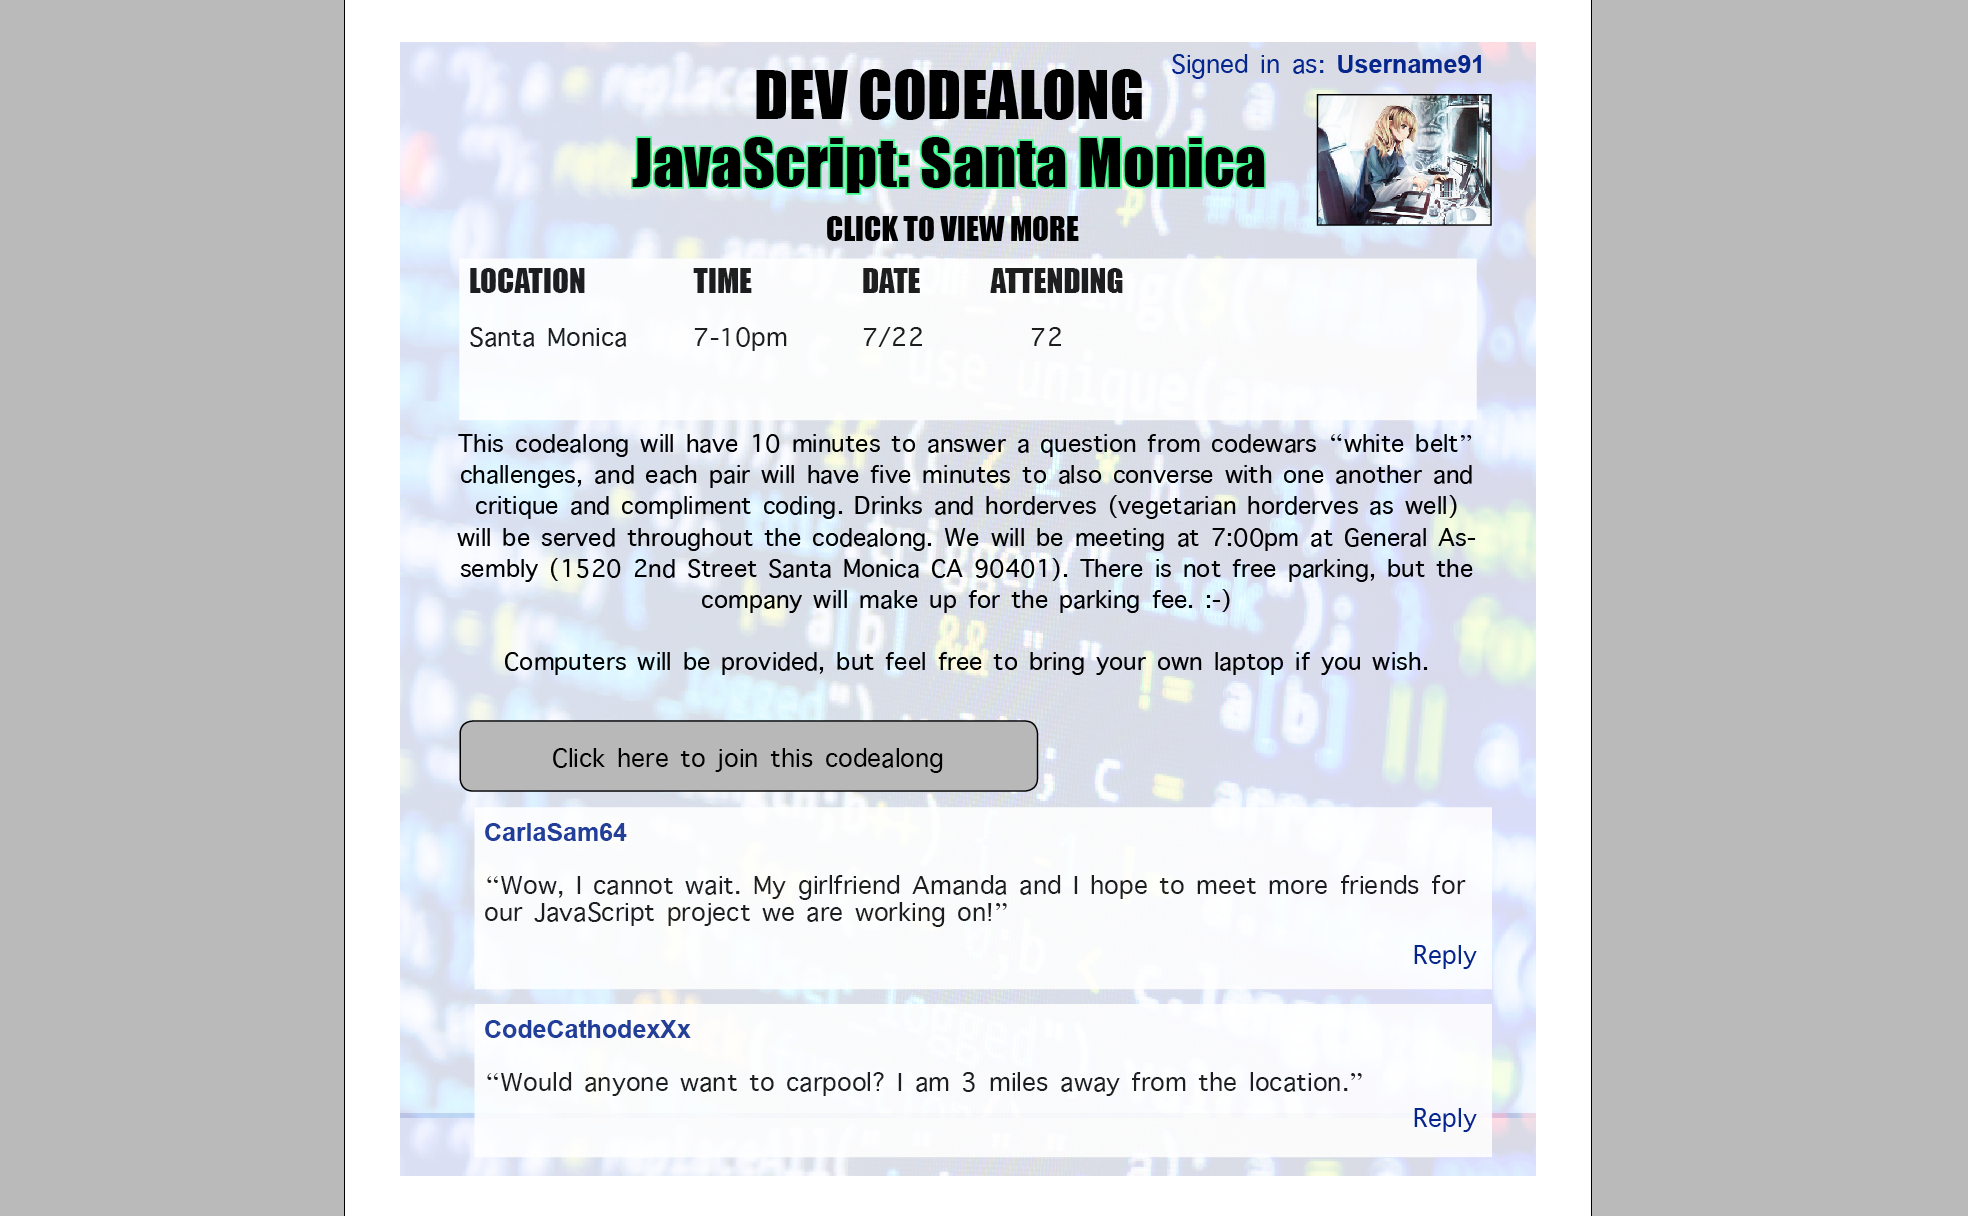 Signed in as: Username91
DEV CODEALONG
JavaScript: Santa Monica
CLICK TO VIEW MORE
LOCATION TIME DATE ATTENDING
Santa Monica 7-10pm 7/22 72
This codealong will have 10 minutes to answer a question from codewars “white belt”
challenges, and each pair will have five minutes to also converse with one another and
critique and compliment coding. Drinks and horderves (vegetarian horderves as well)
will be served throughout the codealong. We will be meeting at 7:00pm at General As-
sembly (1520 2nd Street Santa Monica CA 90401). There is not free parking, but the
company will make up for the parking fee. :-)
Computers will be provided, but feel free to bring your own laptop if you wish.
Click here to join this codealong
CarlaSam64
“Wow, I cannot wait. My girlfriend Amanda and I hope to meet more friends for
our JavaScript project we are working on!”
Reply
CodeCathodexXx
“Would anyone want to carpool? I am 3 miles away from the location.”
Reply